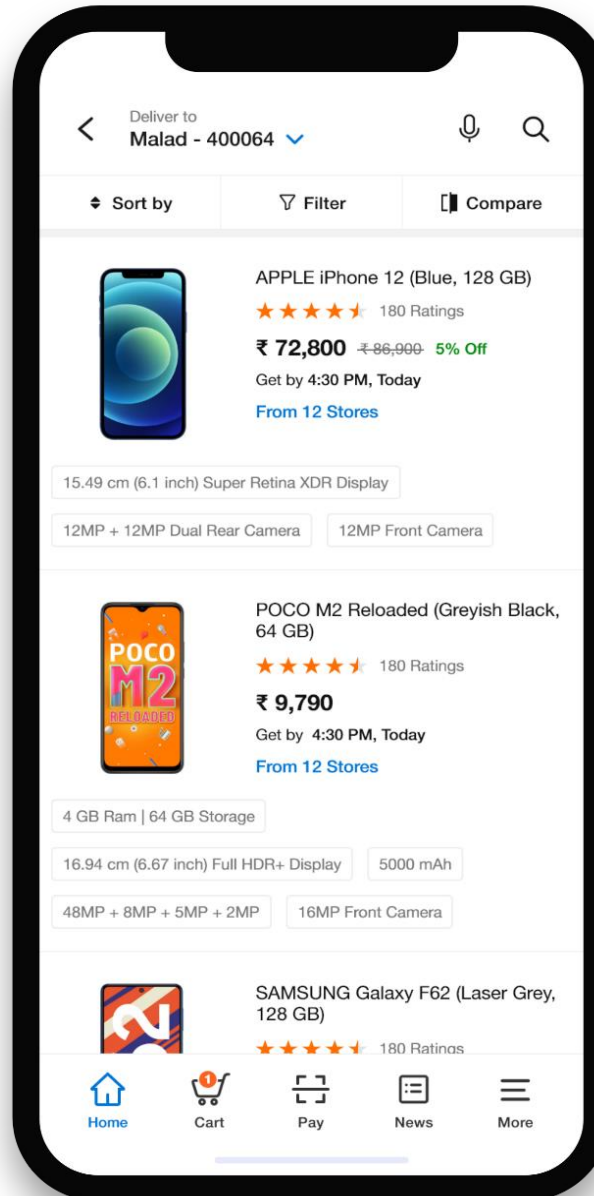 Deliver to
Malad - 400064
Sort by
Filter
Compare
APPLE iPhone 12 (Blue, 128 GB)
180 Ratings
₹ 72,800 ₹ 86,900 5% Off
Get by 4:30 PM, Today
From 12 Stores
15.49 cm (6.1 inch) Super Retina XDR Display
12MP + 12MP Dual Rear Camera
12MP Front Camera
POCO
M2
RELOADED
POCO M2 Reloaded (Greyish Black,
64 GB)
180 Ratings
₹ 9,790
Get by 4:30 PM, Today
From 12 Stores
4 GB Ram | 64 GB Storage
16.94 cm (6.67 inch) Full HDR+ Display
5000 mAh
48MP + 8MP + 5MP + 2MP
16MP Front Camera
SAMSUNG Galaxy F62 (Laser Grey,
128 GB)
180 Ratings
1
Home
Cart
Pay
News
More